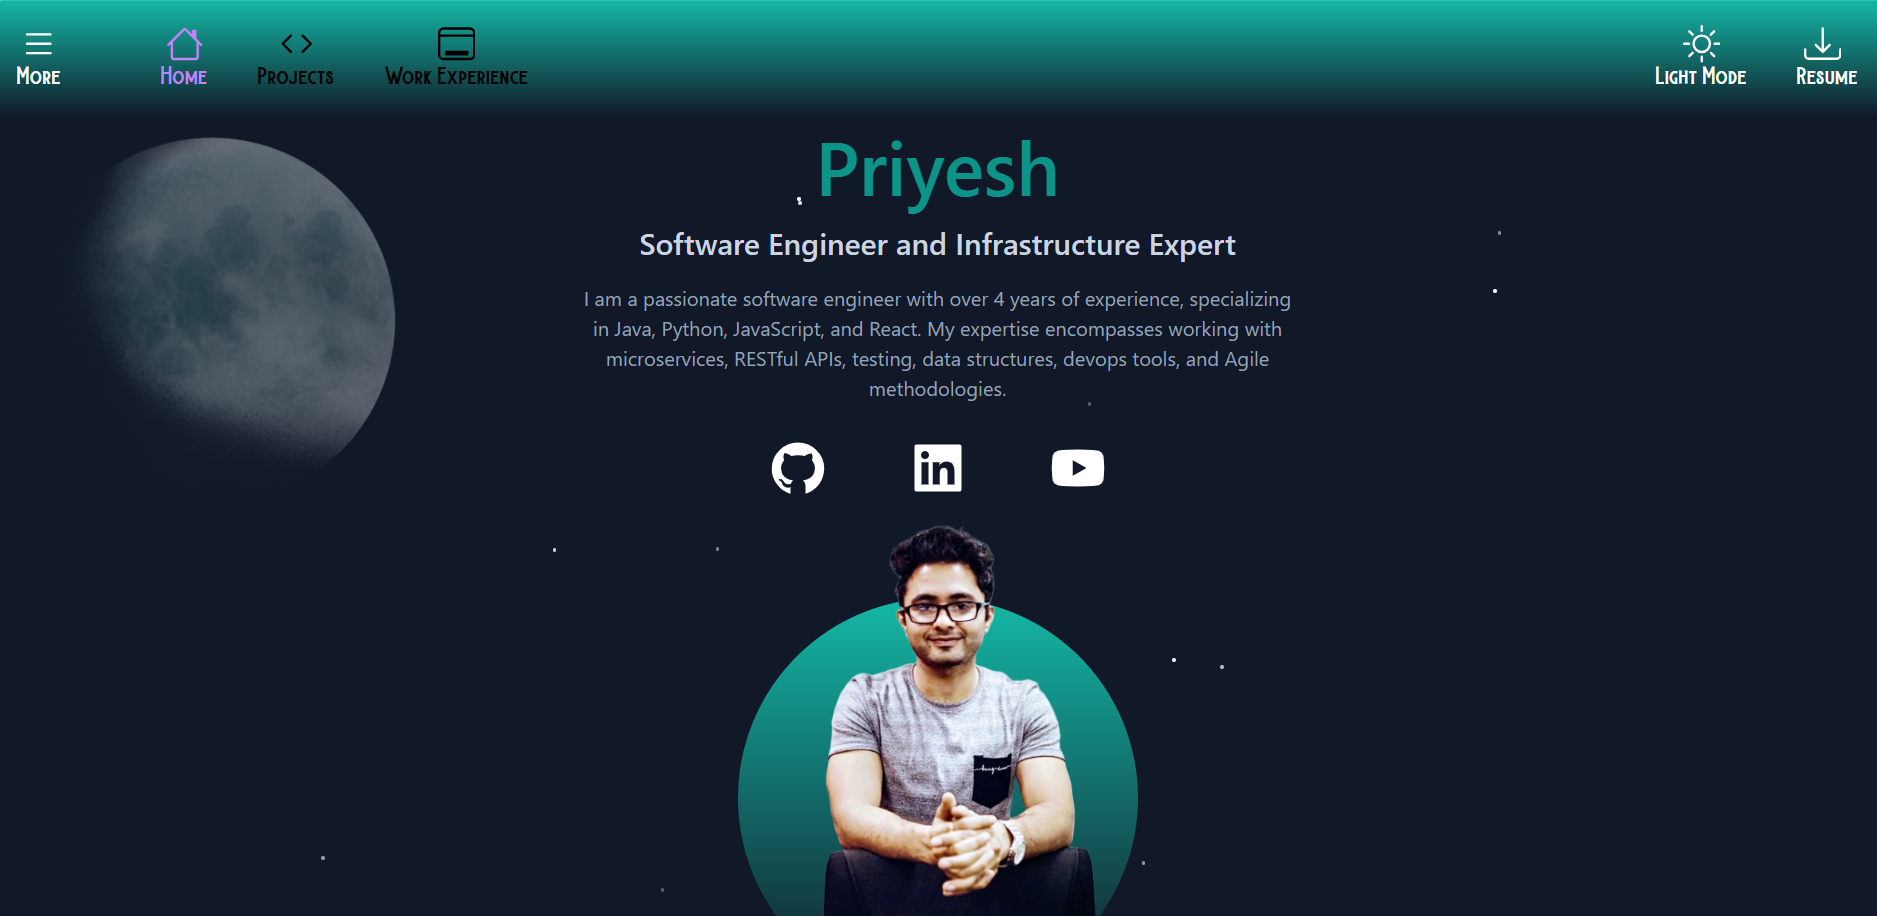 More
Home
Projects
Work Experience
Light Mode
Resume
Priyesh
Software Engineer and Infrastructure Expert
I am a passionate software engineer with over 4 years of experience, specializing
in Java, Python, JavaScript, and React. My expertise encompasses working with
microservices, RESTful APIs, testing, data structures, devops tools, and Agile
methodologies.
in